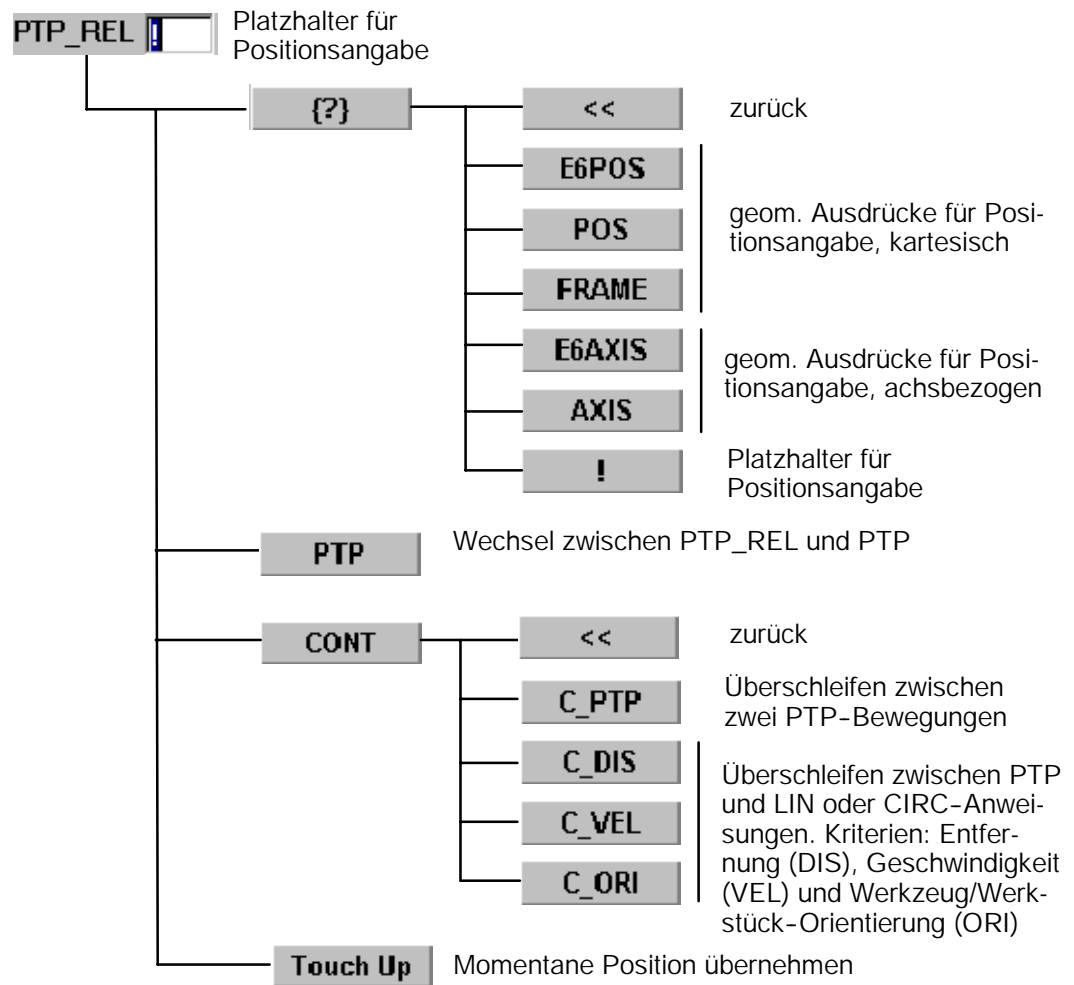 PTP_REL !
Platzhalter für
Positionsangabe
{?}
<<
zurück
E6POS
POS
FRAME
geom. Ausdrücke für Posi-
tionsangabe, kartesisch
E6AXIS
AXIS
geom. Ausdrücke für Posi-
tionsangabe, achsbezogen
!
Platzhalter für
Positionsangabe
PTP
Wechsel zwischen PTP_REL und PTP
CONT
<<
zurück
C_PTP
Überschleifen zwischen
zwei PTP-Bewegungen
C_DIS
C_VEL
C_ORI
Überschleifen zwischen PTP
und LIN oder CIRC-Anwei-
sungen. Kriterien: Entfer-
nung (DIS), Geschwindigkeit
(VEL) und Werkzeug/Werk-
stück-Orientierung (ORI)
Touch Up
Momentane Position übernehmen